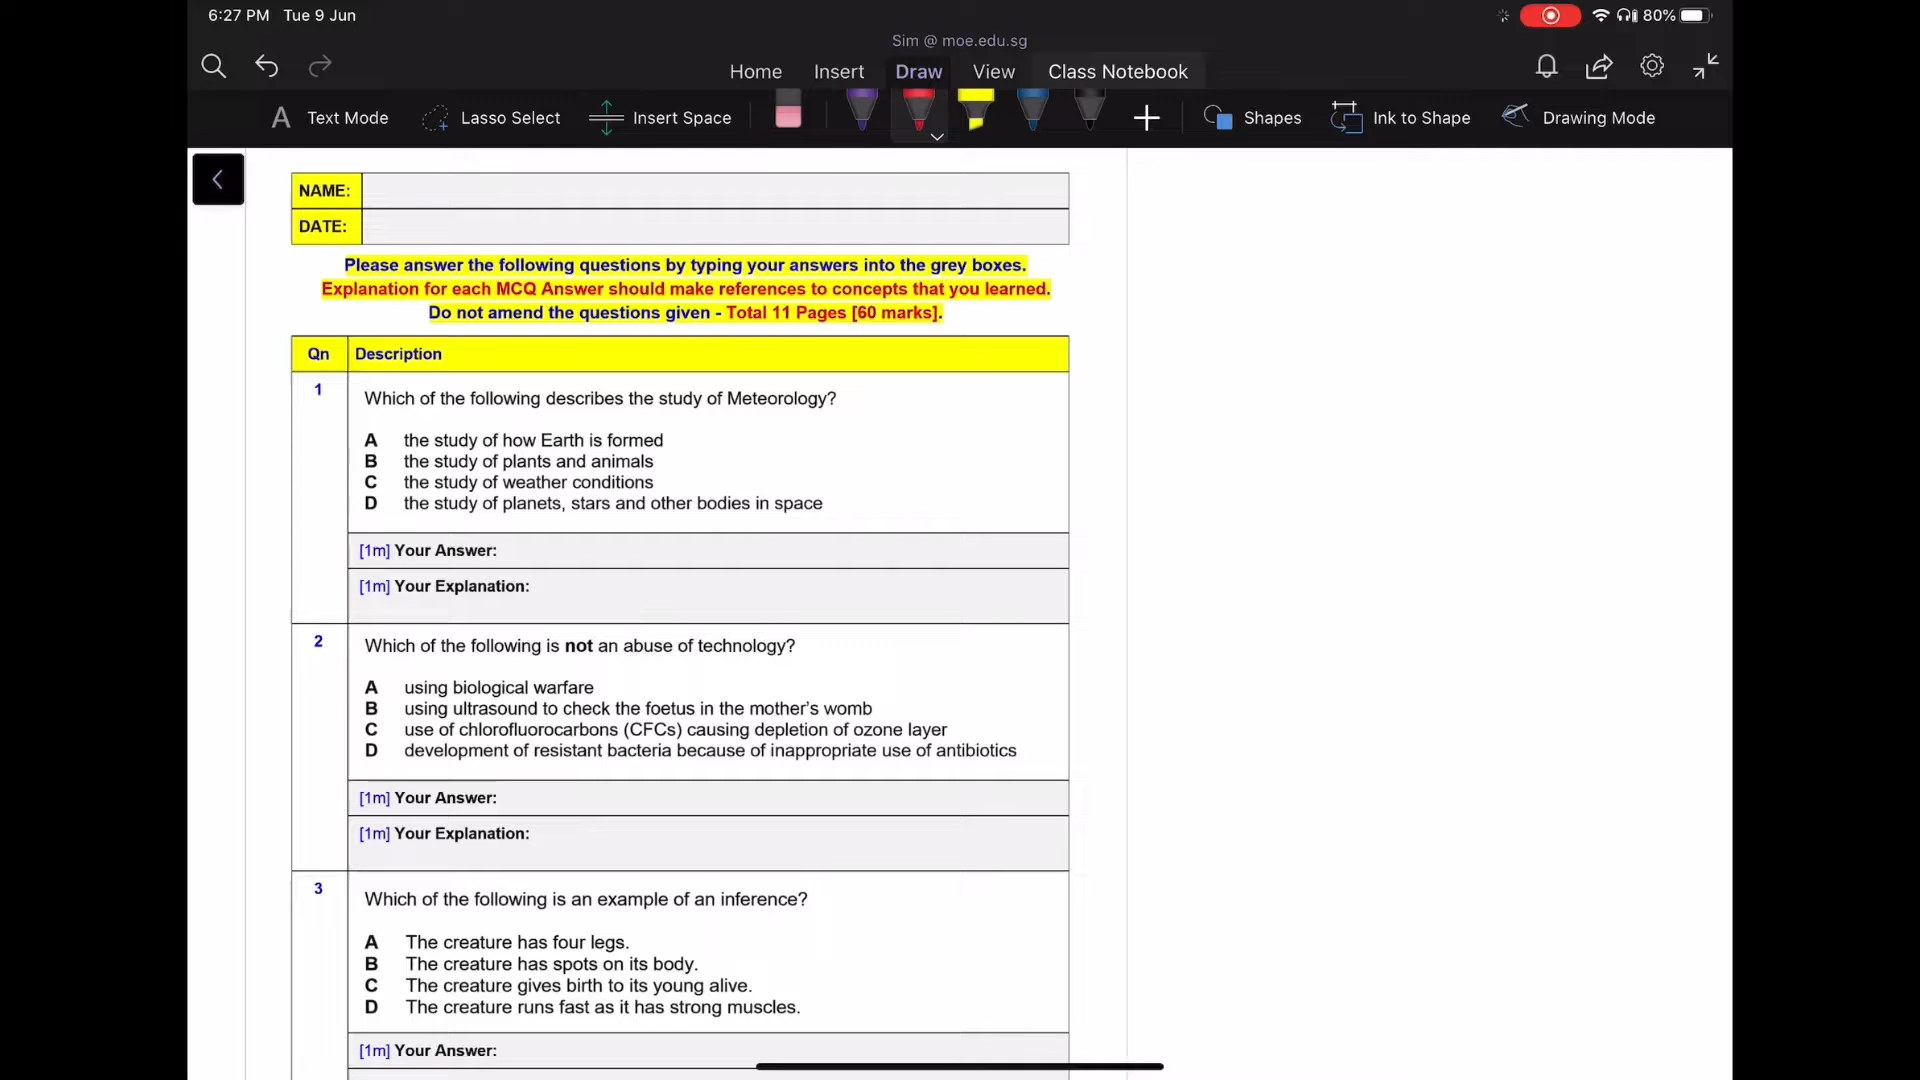 6:27 PM Tue 9 Jun
80%
Sim @ moe.edu.sg
Home Insert Draw View Class Notebook
Text Mode Lasso Select Insert Space Shapes Ink to Shape Drawing Mode
NAME:
DATE:
Please answer the following questions by typing your answers into the grey boxes.
Explanation for each MCQ Answer should make references to concepts that you learned.
Do not amend the questions given - Total 11 Pages [60 marks].
Qn Description
1 Which of the following describes the study of Meteorology?
A the study of how Earth is formed
B the study of plants and animals
C the study of weather conditions
D the study of planets, stars and other bodies in space
[1m] Your Answer:
[1m] Your Explanation:
2 Which of the following is not an abuse of technology?
A using biological warfare
B using ultrasound to check the foetus in the mother's womb
C use of chlorofluorocarbons (CFCs) causing depletion of ozone layer
D development of resistant bacteria because of inappropriate use of antibiotics
[1m] Your Answer:
[1m] Your Explanation:
3 Which of the following is an example of an inference?
A The creature has four legs.
B The creature has spots on its body.
C The creature gives birth to its young alive.
D The creature runs fast as it has strong muscles.
[1m] Your Answer: